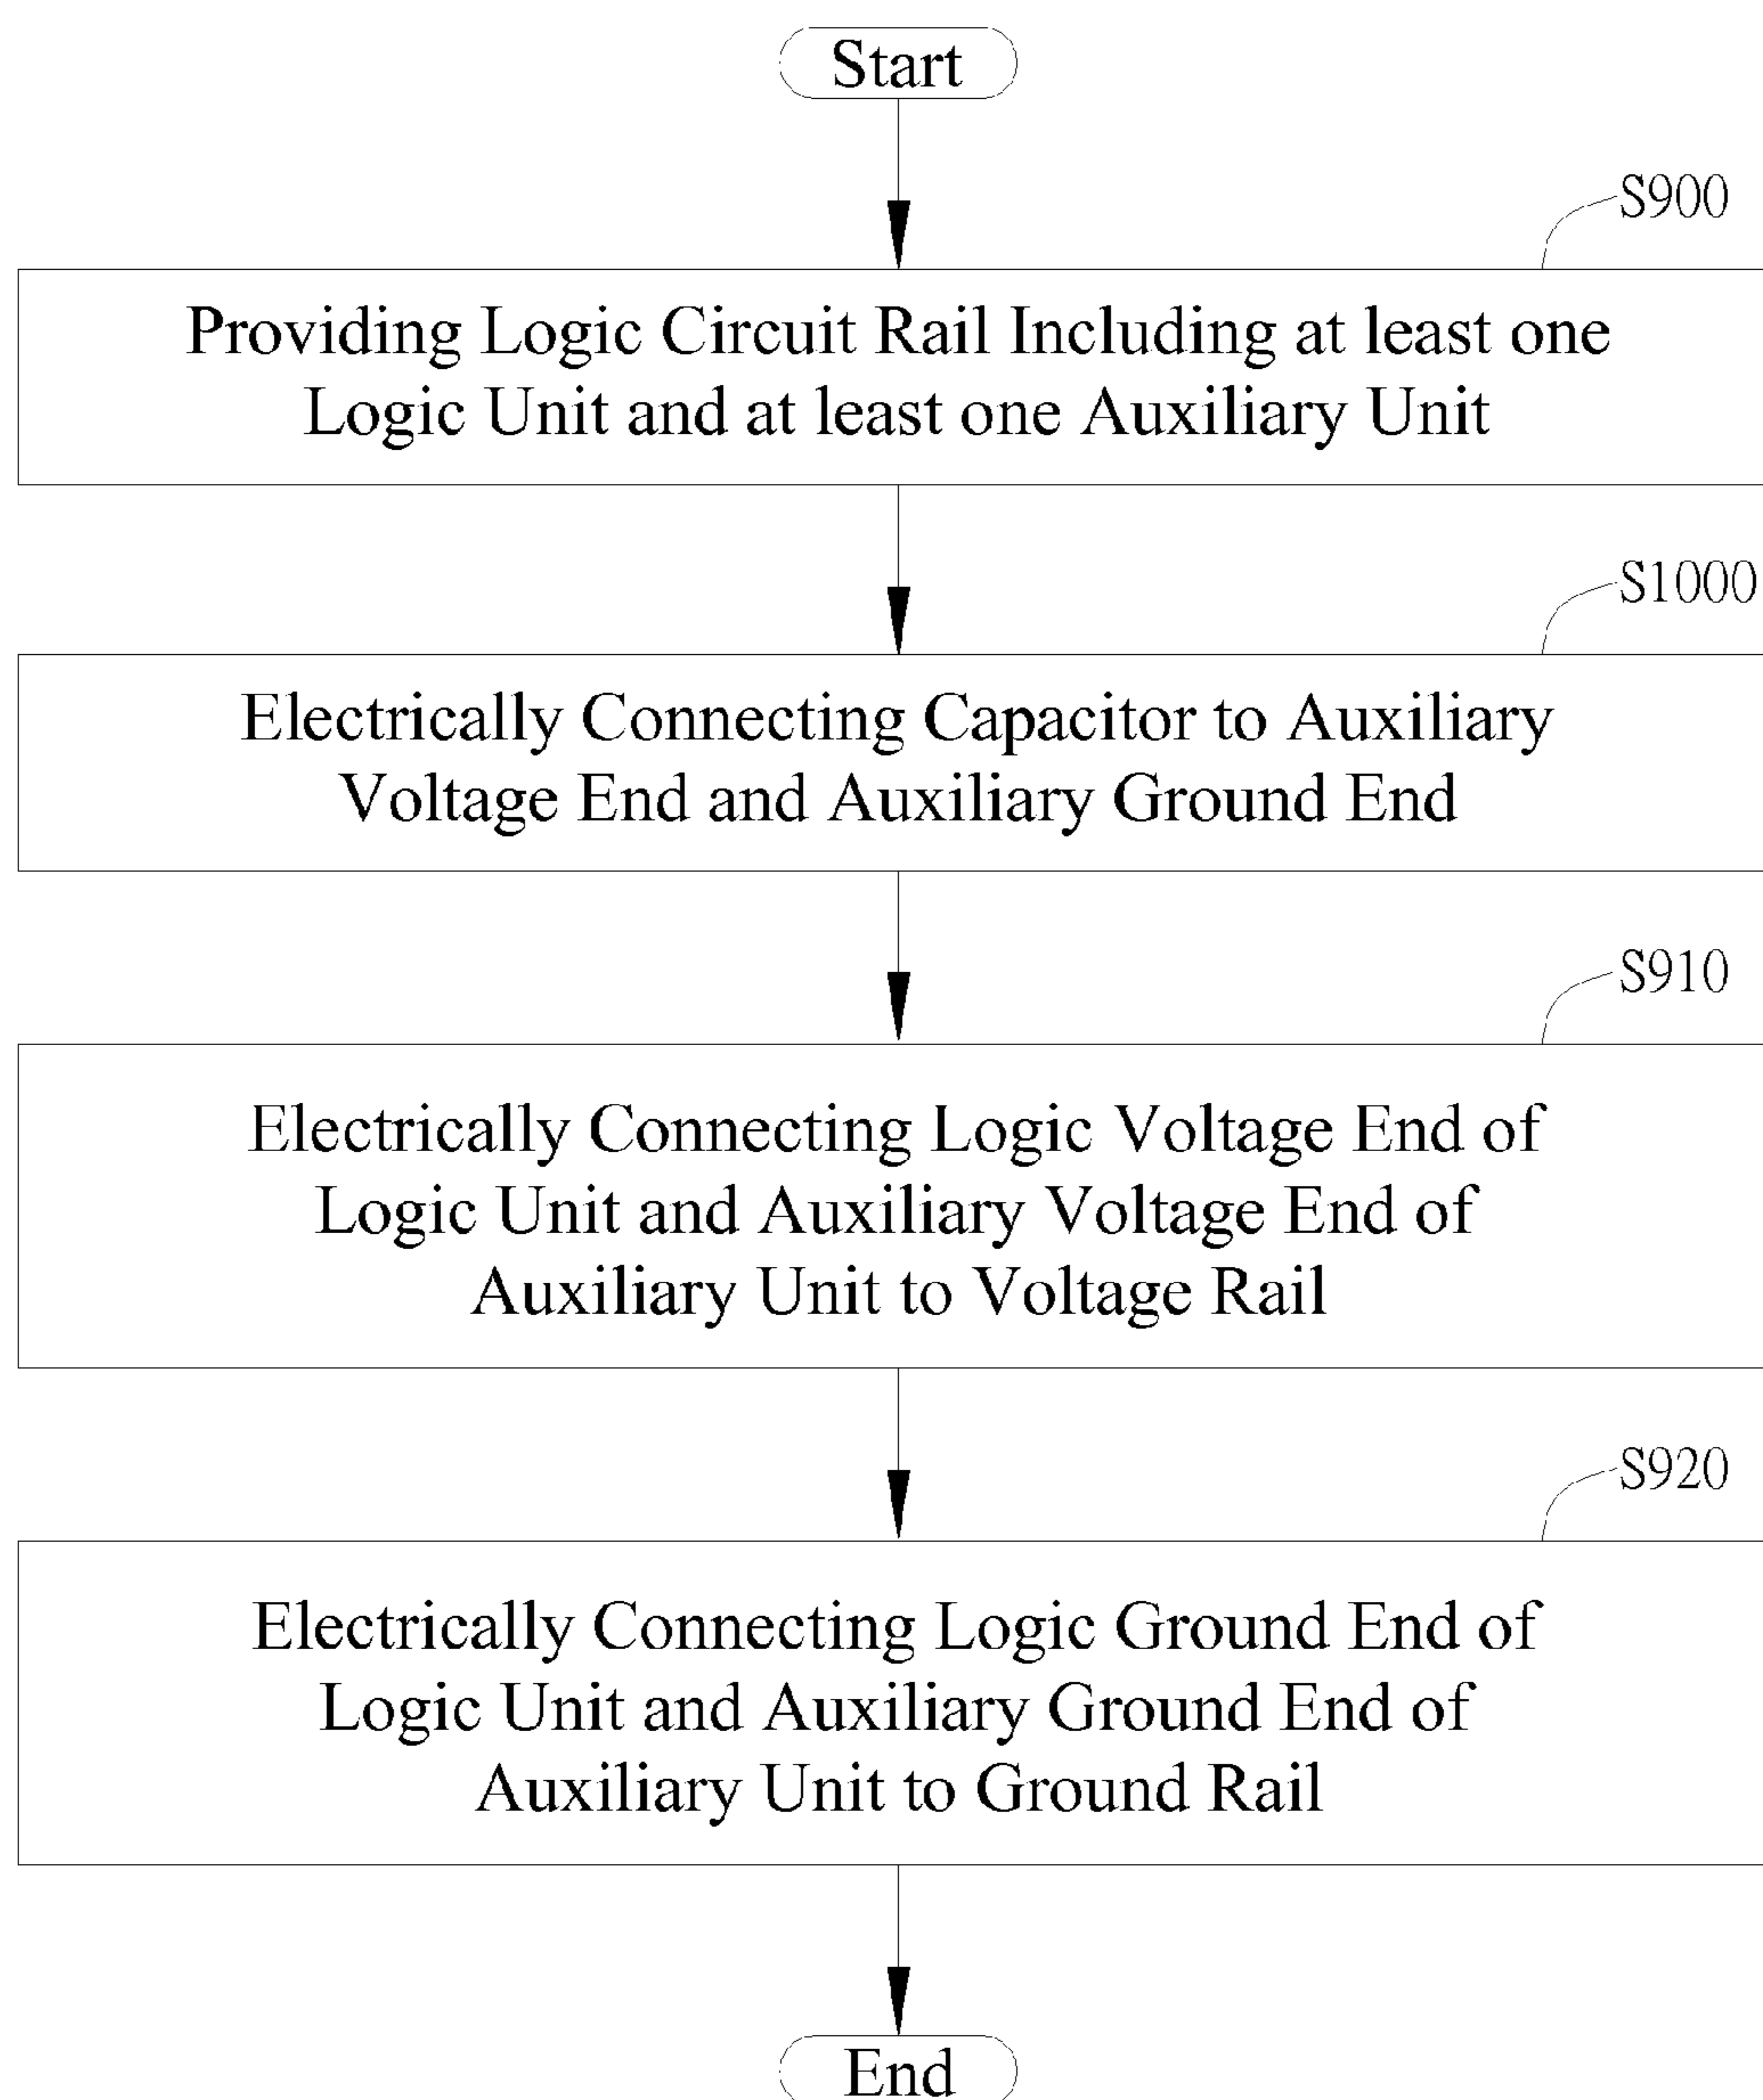 Start
S900
Providing Logic Circuit Rail Including at least one
Logic Unit and at least one Auxiliary Unit
S1000
Electrically Connecting Capacitor to Auxiliary
Voltage End and Auxiliary Ground End
S910
Electrically Connecting Logic Voltage End of
Logic Unit and Auxiliary Voltage End of
Auxiliary Unit to Voltage Rail
S920
Electrically Connecting Logic Ground End of
Logic Unit and Auxiliary Ground End of
Auxiliary Unit to Ground Rail
End